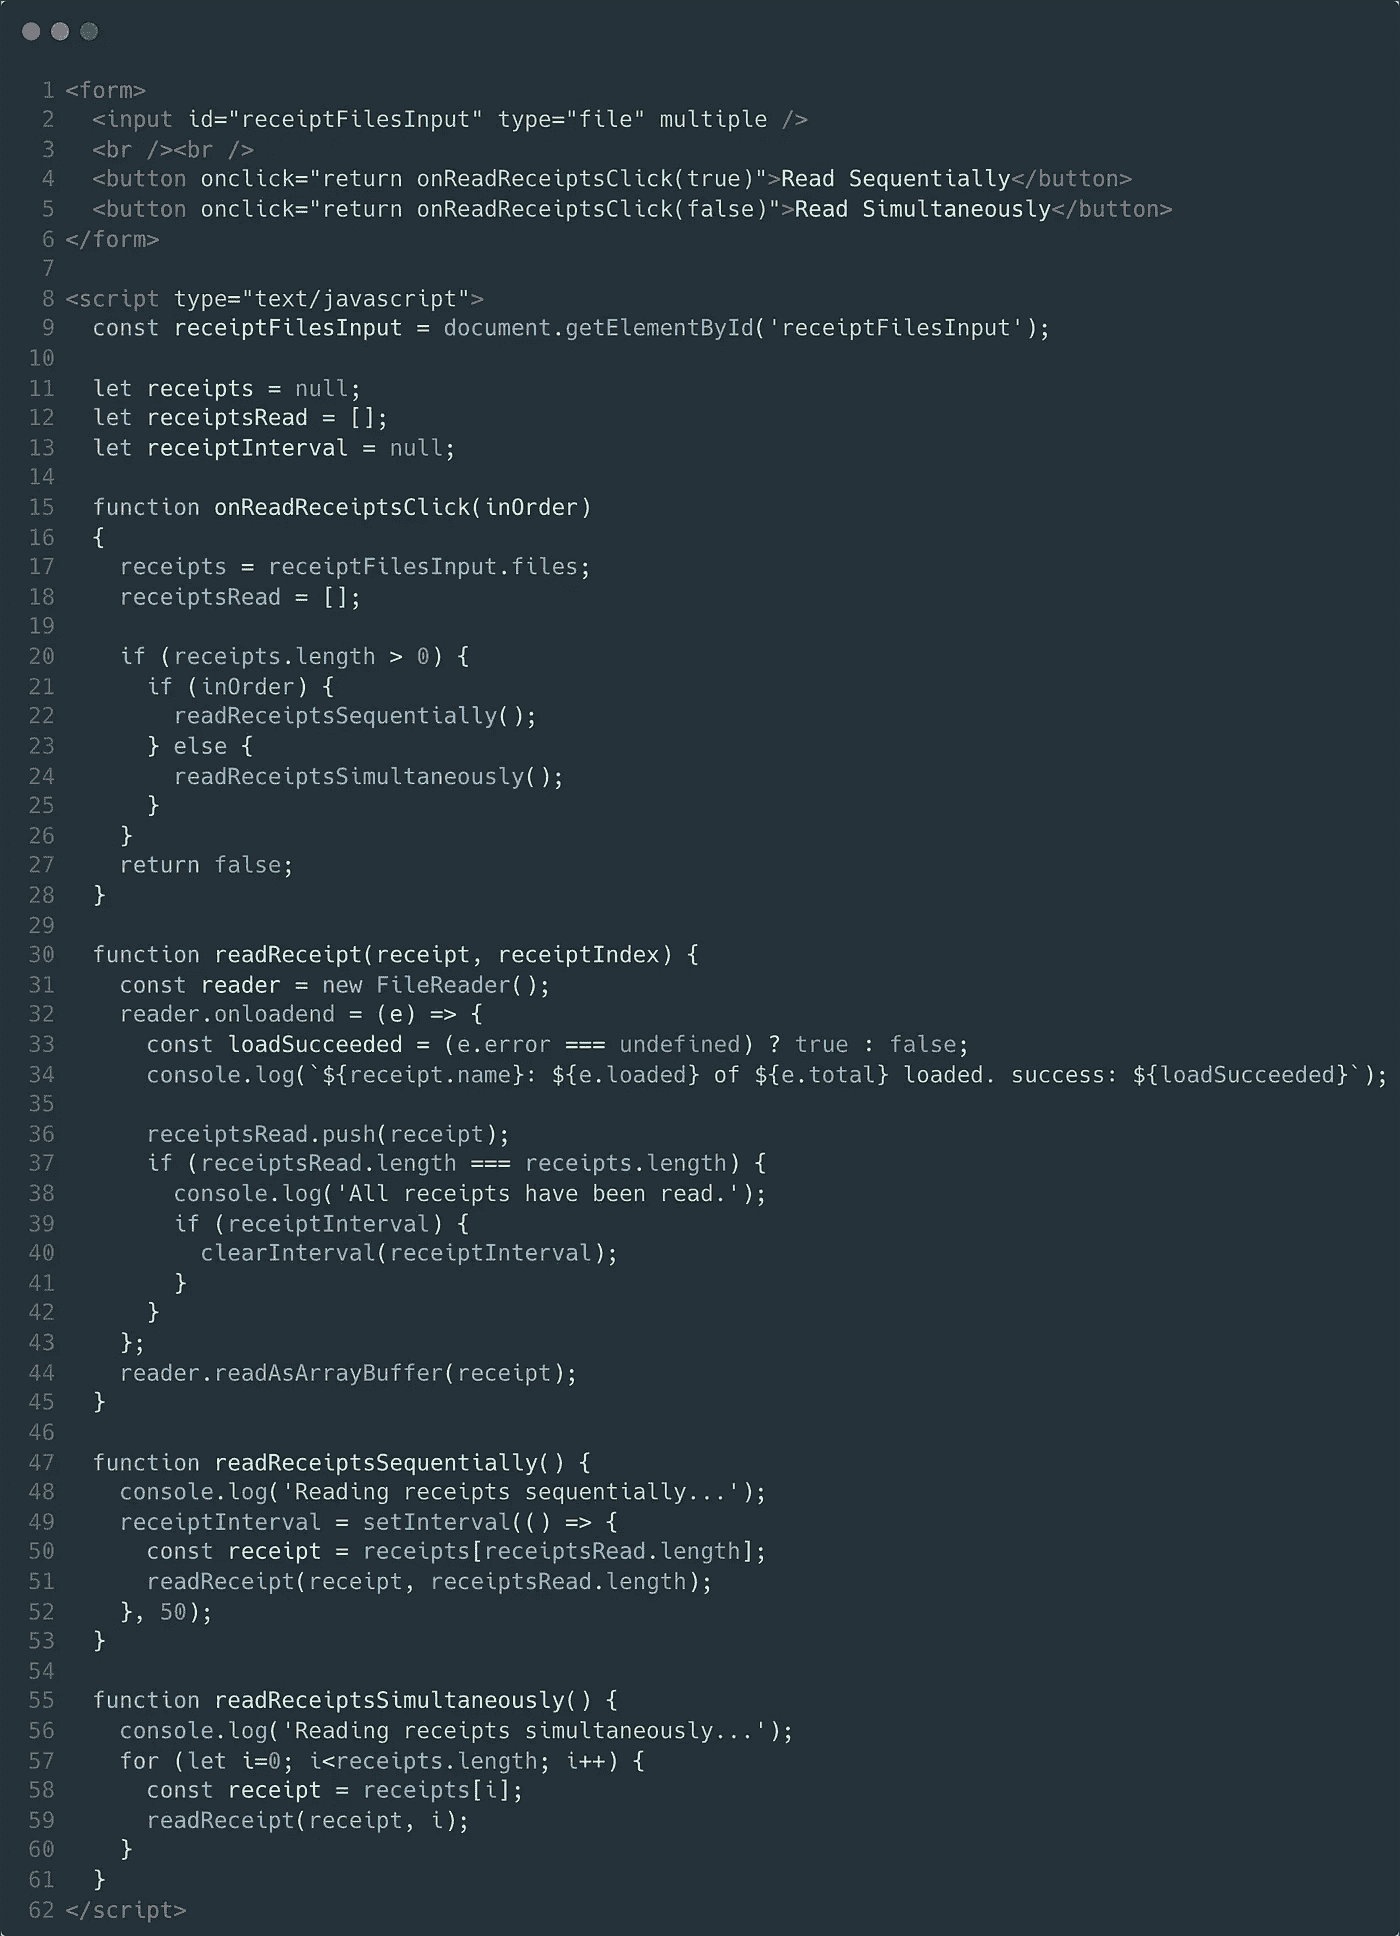 1 <form>
2   <input id="receiptFilesInput" type="file" multiple />
3   <br /><br />
4   <button onclick="return onReadReceiptsClick(true)">Read Sequentially</button>
5   <button onclick="return onReadReceiptsClick(false)">Read Simultaneously</button>
6 </form>
7
8 <script type="text/javascript">
9   const receiptFilesInput = document.getElementById('receiptFilesInput');
10
11   let receipts = null;
12   let receiptsRead = [];
13   let receiptInterval = null;
14
15   function onReadReceiptsClick(inOrder)
16   {
17     receipts = receiptFilesInput.files;
18     receiptsRead = [];
19
20     if (receipts.length > 0) {
21       if (inOrder) {
22         readReceiptsSequentially();
23       } else {
24         readReceiptsSimultaneously();
25       }
26     }
27     return false;
28   }
29
30   function readReceipt(receipt, receiptIndex) {
31     const reader = new FileReader();
32     reader.onloadend = (e) => {
33       const loadSucceeded = (e.error === undefined) ? true : false;
34       console.log(`${receipt.name}: ${e.loaded} of ${e.total} loaded. success: ${loadSucceeded}`);
35
36       receiptsRead.push(receipt);
37       if (receiptsRead.length === receipts.length) {
38         console.log('All receipts have been read.');
39         if (receiptInterval) {
40           clearInterval(receiptInterval);
41         }
42       }
43     };
44     reader.readAsArrayBuffer(receipt);
45   }
46
47   function readReceiptsSequentially() {
48     console.log('Reading receipts sequentially...');
49     receiptInterval = setInterval(() => {
50       const receipt = receipts[receiptsRead.length];
51       readReceipt(receipt, receiptsRead.length);
52     }, 50);
53   }
54
55   function readReceiptsSimultaneously() {
56     console.log('Reading receipts simultaneously...');
57     for (let i=0; i<receipts.length; i++) {
58       const receipt = receipts[i];
59       readReceipt(receipt, i);
60     }
61   }
62 </script>